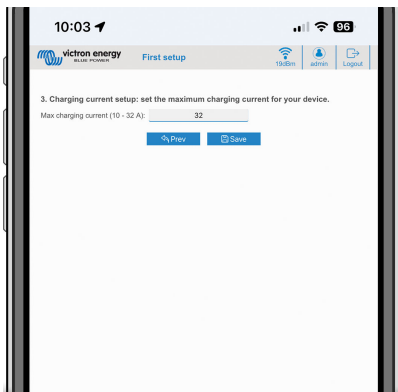 10:03
96
victron energy
BLUE POWER
First setup
19dBm
admin
Logout
3. Charging current setup: set the maximum charging current for your device.
Max charging current (10 - 32 A):
32
Prev
Save